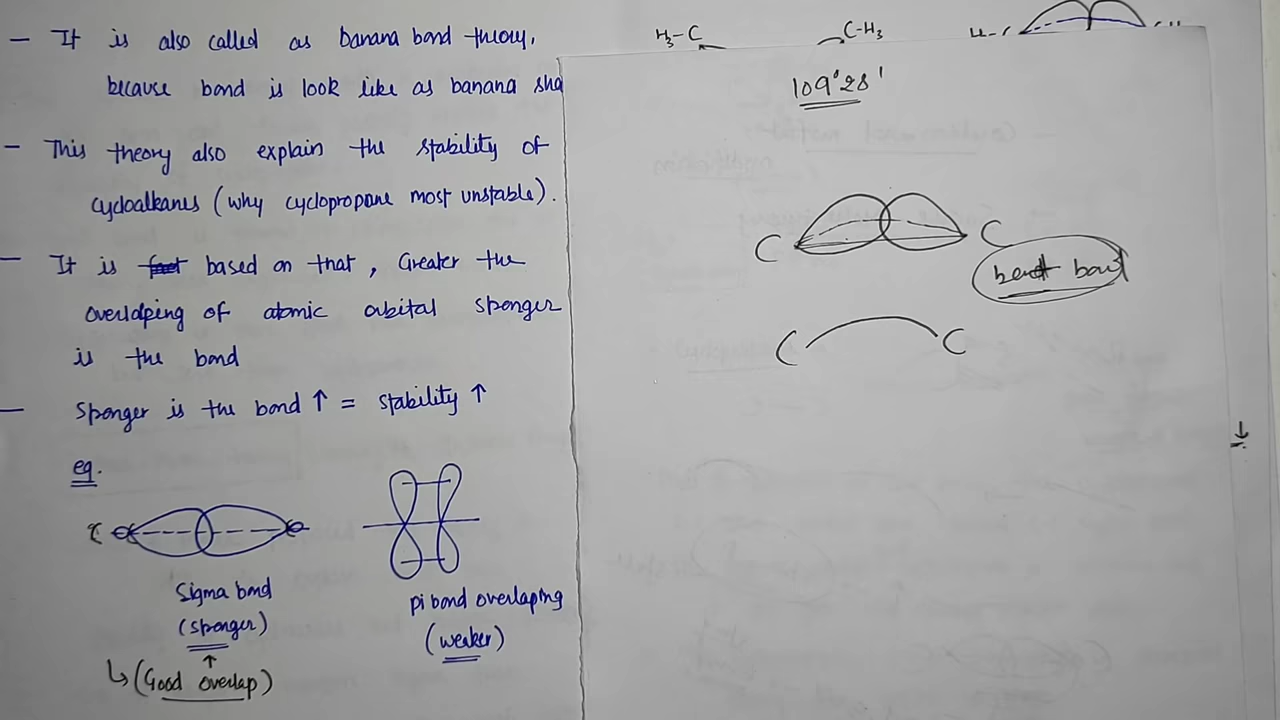 - It is also called as banana bond theory.
because bond is look like as banana sha
- This theory also explain the stability of
cycloalkanes (why cyclopropane most unstable).
- It is based on that, Greater the
overlaping of atomic orbital sponger
is the bond
- sponger is the bond ↑ = stability ↑
eg.
Sigma bond
(sponger)
↳ (Good overlap)
pi bond overlaping
(weaker)
H₃-C
C-H₃
109°28'
C
C
bent bond
C
C